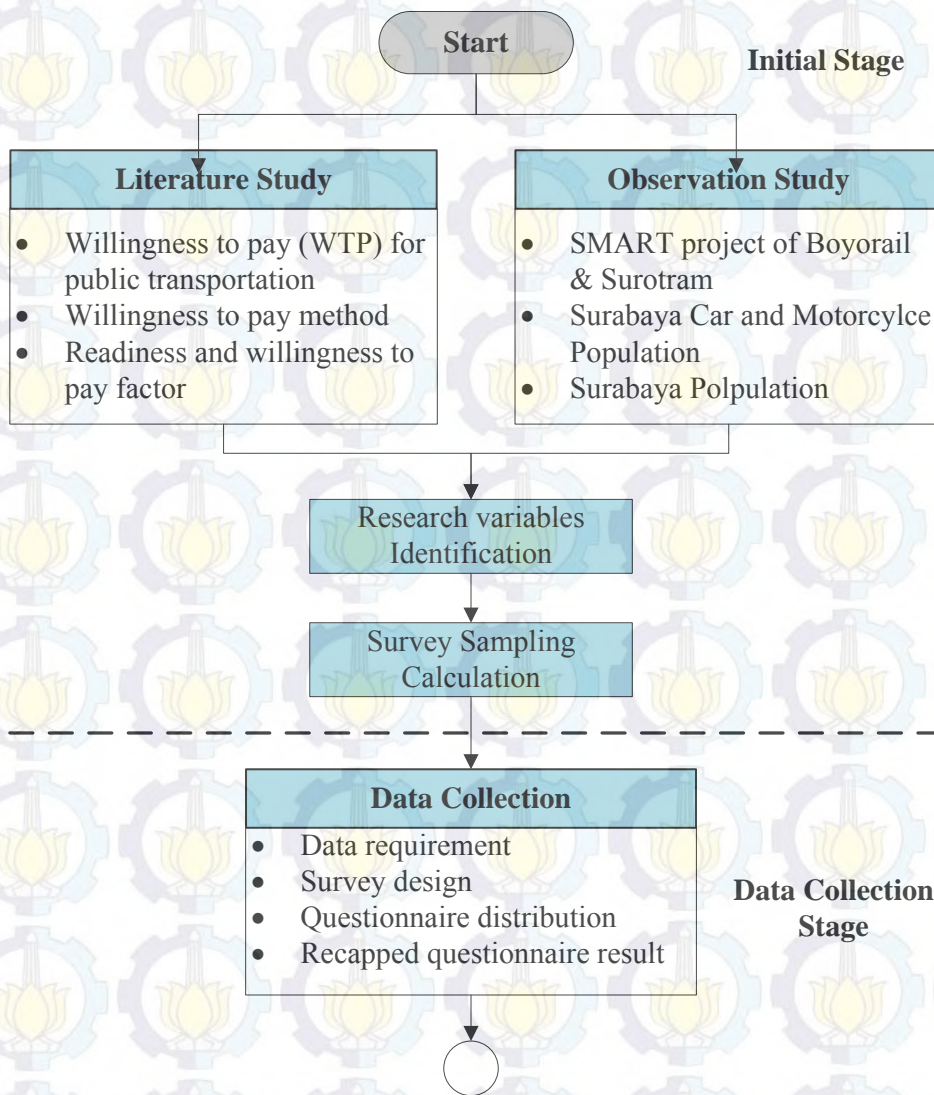 Start
Initial Stage
Literature Study
• Willingness to pay (WTP) for
public transportation
• Willingness to pay method
• Readiness and willingness to
pay factor
Observation Study
• SMART project of Boyorail
& Surotram
• Surabaya Car and Motorcylce
Population
• Surabaya Polpulation
Research variables
Identification
Survey Sampling
Calculation
Data Collection
• Data requirement
• Survey design
• Questionnaire distribution
• Recapped questionnaire result
Data Collection
Stage